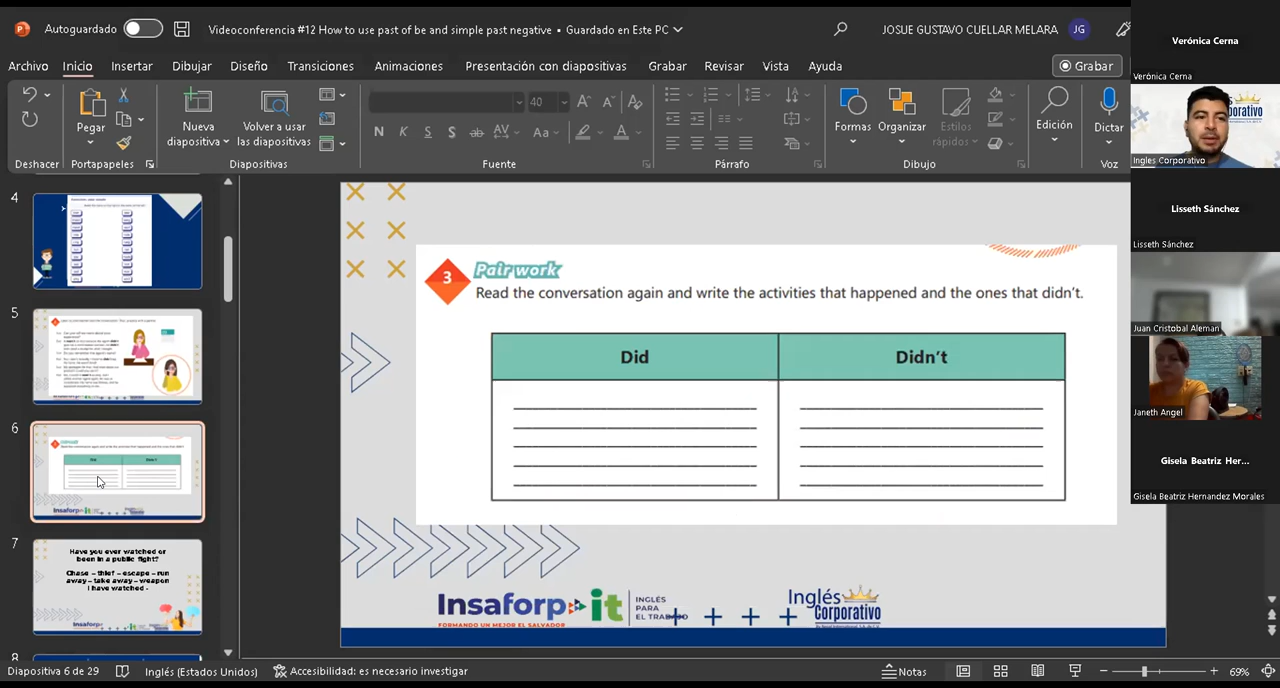 Autoguardado
Videoconferencia #12 How to use past of be and simple past negative • Guardado en Este PC
JOSUE GUSTAVO CUELLAR MELARA
JG
Archivo
Inicio
Insertar
Dibujar
Diseño
Transiciones
Animaciones
Presentación con diapositivas
Grabar
Revisar
Vista
Ayuda
Grabar
40
Pegar
Nueva
diapositiva
Volver a usar
las diapositivas
N K S S ab AV Aa A
Formas
Organizar
Estilos
rápidos
Edición
Dictar
Deshacer
Portapapeles
Diapositivas
Fuente
Párrafo
Dibujo
Voz
4
5
6
7
Have you ever watched or
been in a public fight?
Chase – thief – escape – run
away – take away – weapon
I have watched -
8
3
Pair work
Read the conversation again and write the activities that happened and the ones that didn't.
Did
Didn't
Insaforp it
INGLÉS
PARA
EL TRABAJO
FORMANDO UN MEJOR EL SALVADOR
Inglés
Corporativo
Verónica Cerna
Verónica Cerna
Ingles Corporativo
Lisseth Sánchez
Lisseth Sánchez
Juan Cristobal Aleman
Janeth Angel
Gisela Beatriz Her...
Gisela Beatriz Hernandez Morales
Diapositiva 6 de 29
Inglés (Estados Unidos)
Accesibilidad: es necesario investigar
Notas
69%